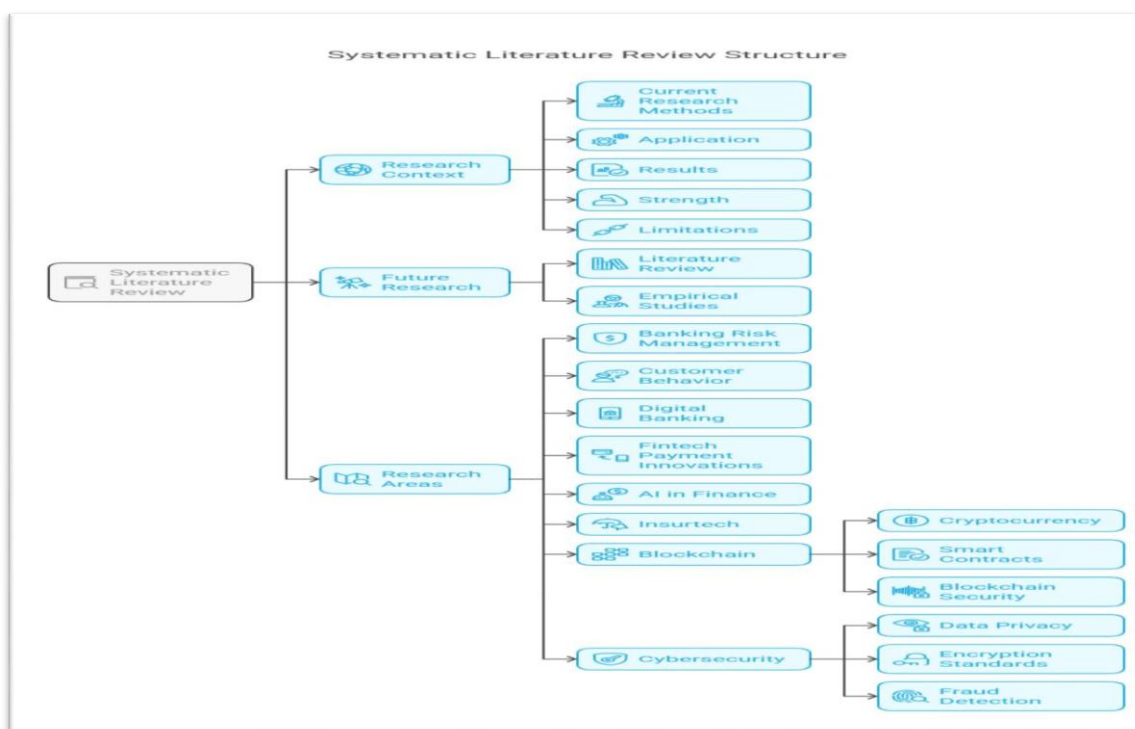 Systematic Literature Review Structure
Current
Research
Methods
Application
Research
Context
Results
Strength
Limitations
Systematic
Literature
Review
Future
Research
Literature
Review
Empirical
Studies
Banking Risk
Management
Customer
Behavior
Digital
Banking
Fintech
Payment
Innovations
Research
Areas
AI in Finance
Insurtech
Blockchain
Cryptocurrency
Smart
Contracts
Blockchain
Security
Cybersecurity
Data Privacy
Encryption
Standards
Fraud
Detection